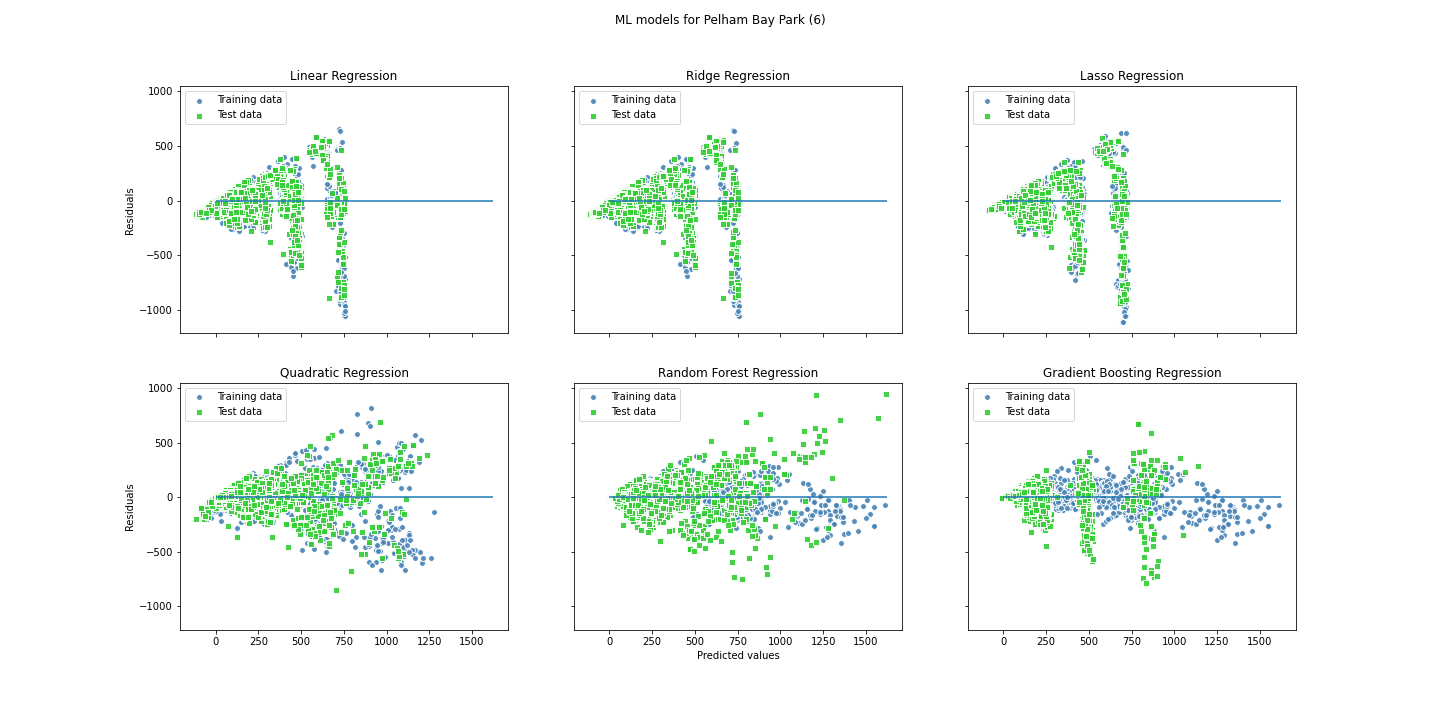 ML models for Pelham Bay Park (6)
Linear Regression
Ridge Regression
Lasso Regression
Training data
Test data
Training data
Test data
Training data
Test data
1000
500
0
−500
−1000
Residuals
Quadratic Regression
Random Forest Regression
Gradient Boosting Regression
Training data
Test data
Training data
Test data
Training data
Test data
1000
500
0
−500
−1000
Residuals
0 250 500 750 1000 1250 1500
0 250 500 750 1000 1250 1500
0 250 500 750 1000 1250 1500
Predicted values